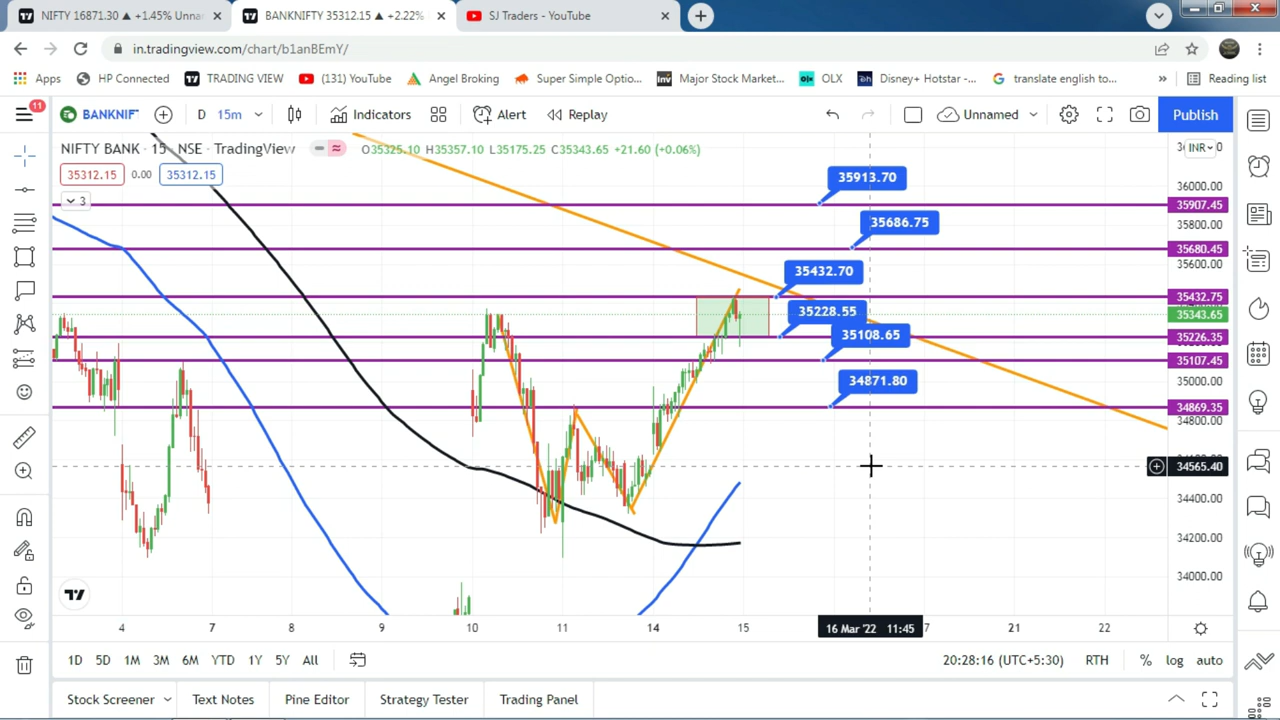 NIFTY 16871.30 ▲ +1.45% Unna
BANKNIFTY 35312.15 ▲ +2.22%
SJ Traders - YouTube
in.tradingview.com/chart/b1anBEmY/
Apps
HP Connected
TRADING VIEW
(131) YouTube
Angel Broking
Super Simple Optio...
Major Stock Market...
OLX
Disney+ Hotstar -...
translate english to...
»
Reading list
11
BANKNIF
D
15m
Indicators
Alert
Replay
Unnamed
Publish
NIFTY BANK · 15 · NSE · TradingView
O35325.10 H35357.10 L35175.25 C35343.65 +21.60 (+0.06%)
INR
35312.15
0.00
35312.15
3
35913.70
35686.75
35432.70
35228.55
35108.65
34871.80
36000.00
35907.45
35800.00
35680.45
35600.00
35432.75
35343.65
35226.35
35107.45
35000.00
34869.35
34800.00
34565.40
34400.00
34200.00
34000.00
4
7
8
9
10
11
14
15
16 Mar '22 11:45
7
21
22
1D
5D
1M
3M
6M
YTD
1Y
5Y
All
20:28:16 (UTC+5:30)
RTH
%
log
auto
Stock Screener
Text Notes
Pine Editor
Strategy Tester
Trading Panel